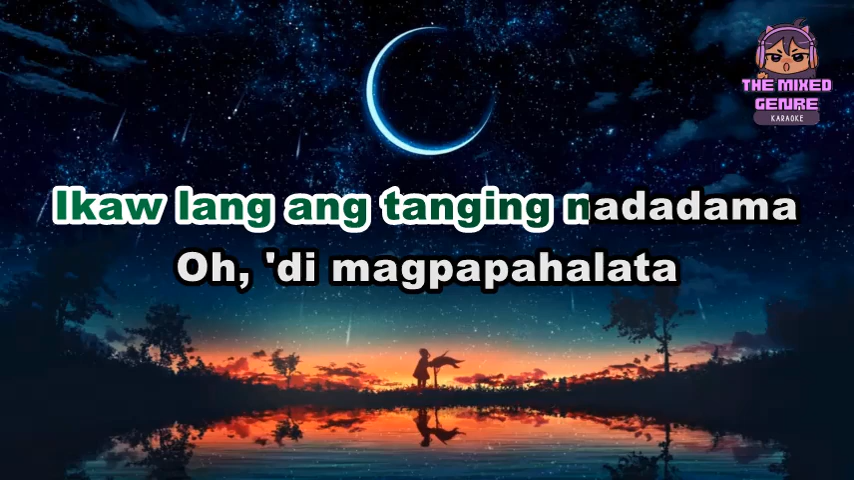 THE MIXED
GENRE
KARAOKE
Ikaw lang ang tanging nadadama
Oh, 'di magpapahalata